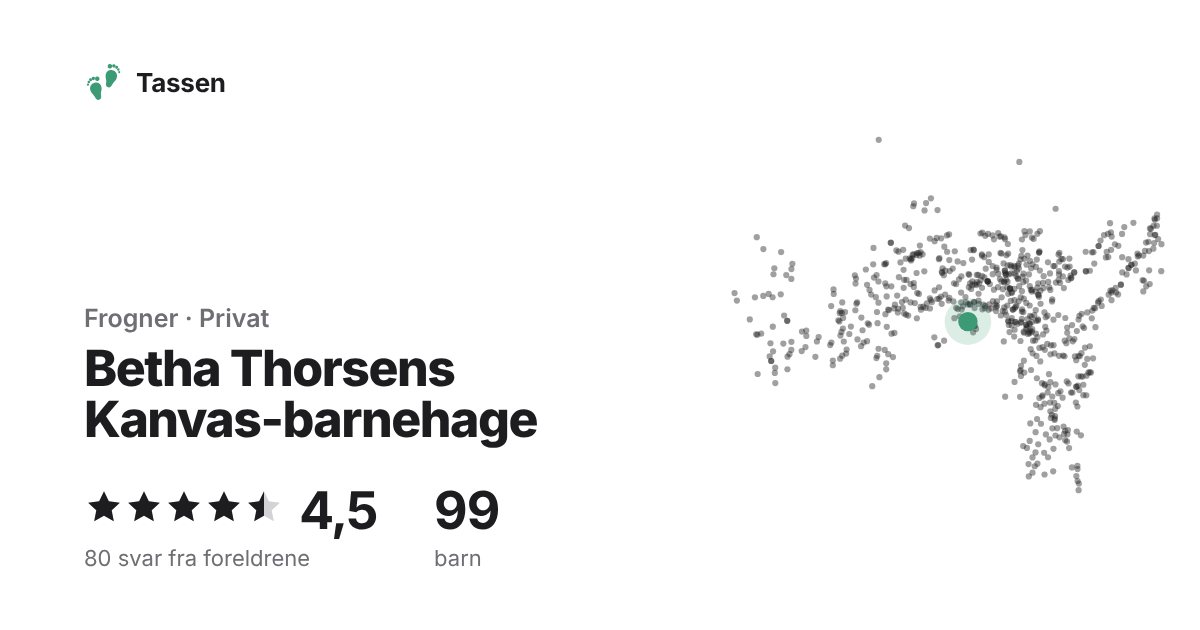 Tassen
Frogner · Privat
Betha Thorsens
Kanvas-barnehage
4,5
99
80 svar fra foreldrene
barn